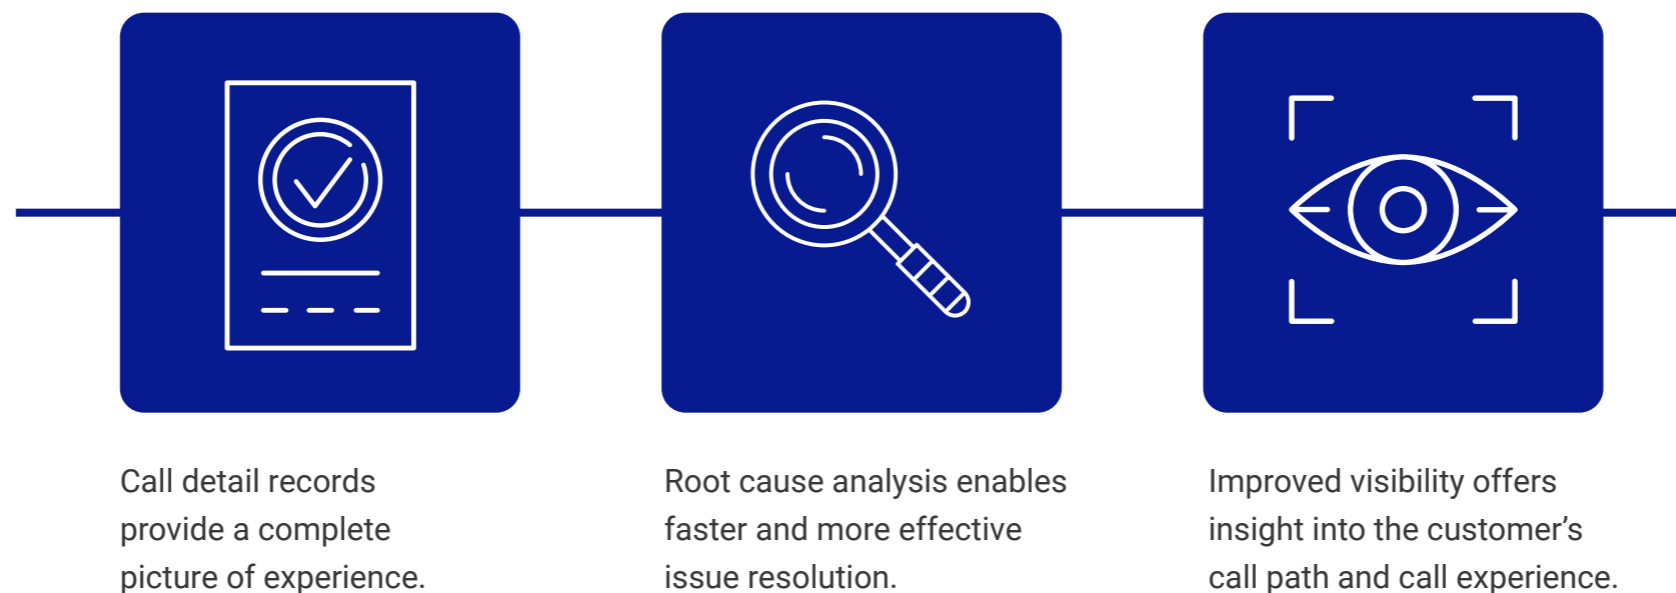 Call detail records
provide a complete
picture of experience.
Root cause analysis enables
faster and more effective
issue resolution.
Improved visibility offers
insight into the customer’s
call path and call experience.